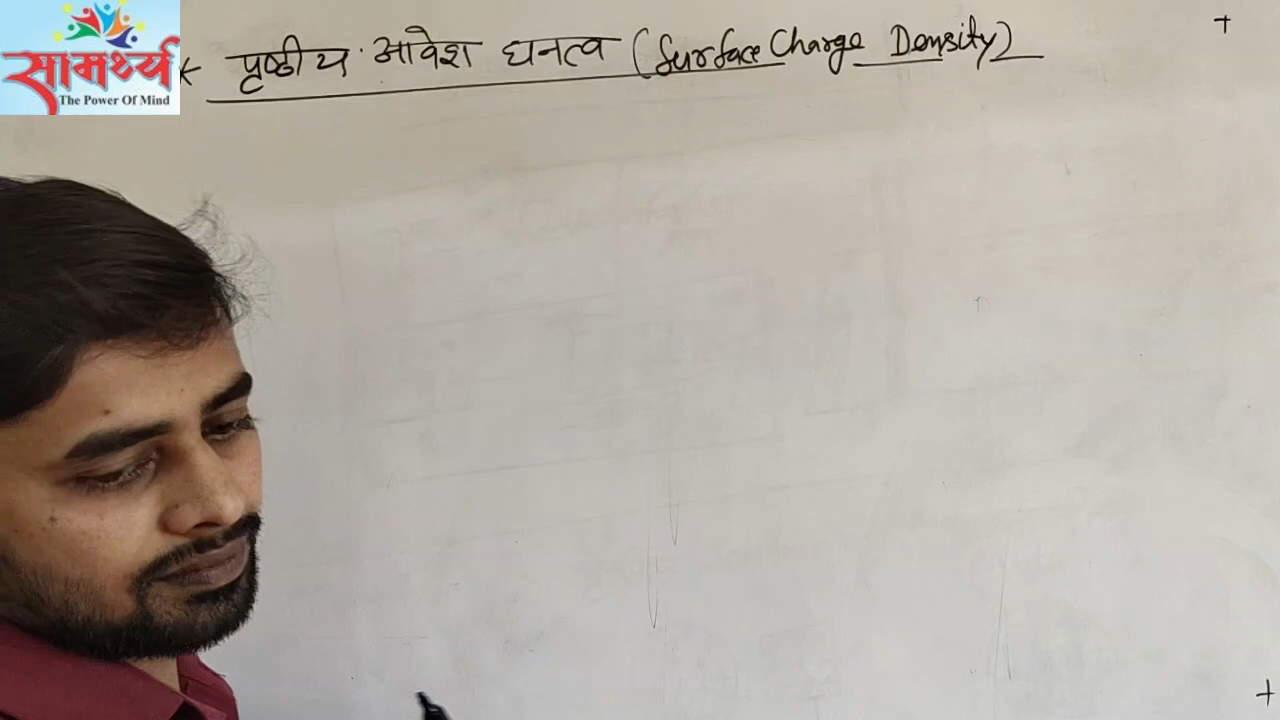 सामर्थ्य
The Power Of Mind
* पृष्ठीय आवेश घनत्व (Surface Charge Density)
+
+